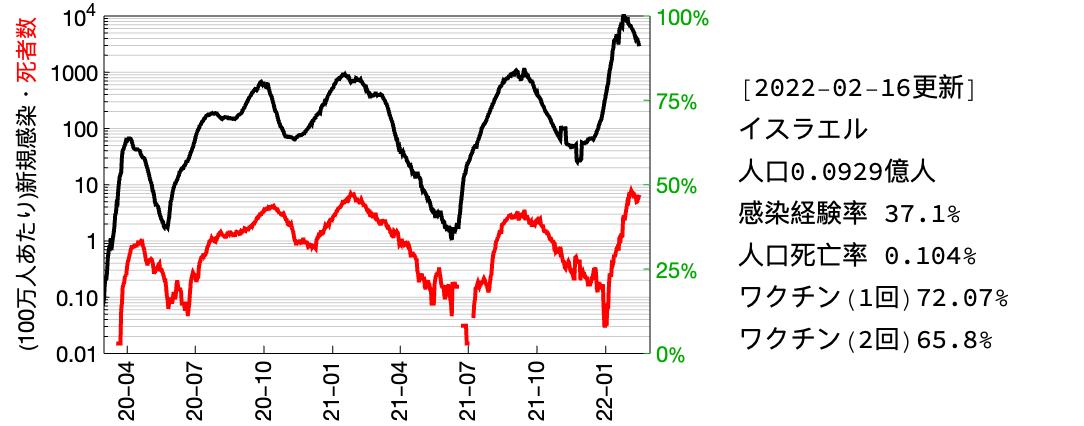 (100万人あたり)新規感染・死者数
10^4
1000
100
10
1
0.10
0.01
100%
75%
50%
25%
0%
20-04
20-07
20-10
21-01
21-04
21-07
21-10
22-01
[2022-02-16更新]
イスラエル
人口0.0929億人
感染経験率 37.1%
人口死亡率 0.104%
ワクチン(1回)72.07%
ワクチン(2回)65.8%